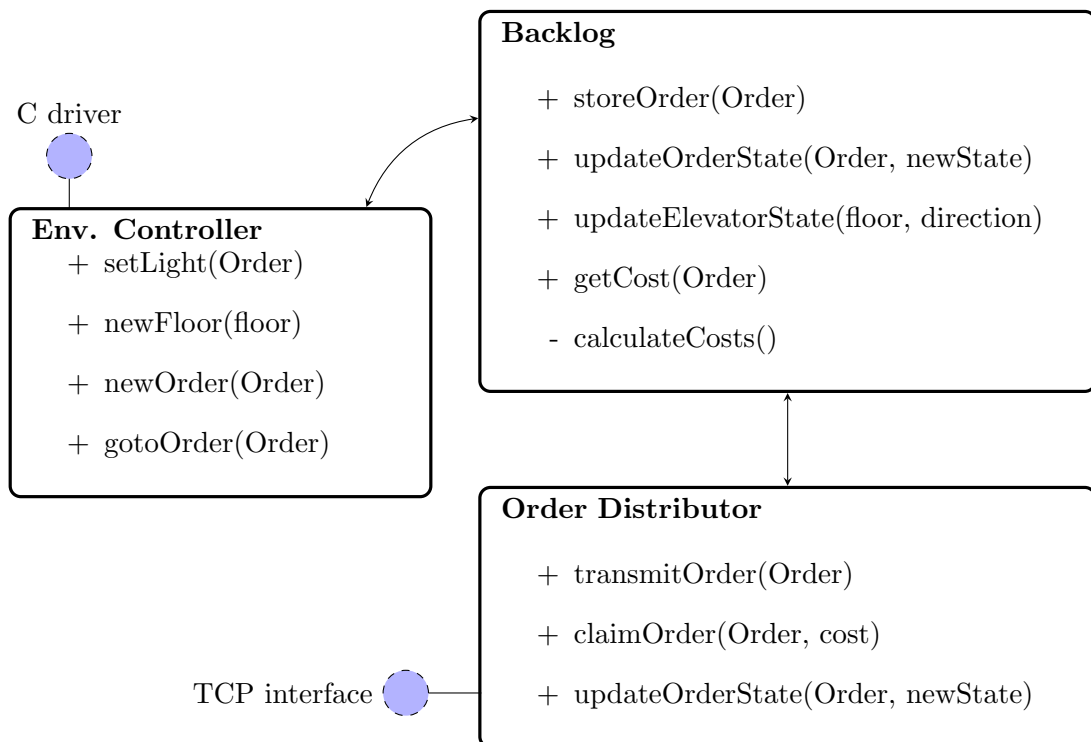 Backlog
+ storeOrder(Order)
+ updateOrderState(Order, newState)
+ updateElevatorState(floor, direction)
+ getCost(Order)
- calculateCosts()
C driver
Env. Controller
+ setLight(Order)
+ newFloor(floor)
+ newOrder(Order)
+ gotoOrder(Order)
Order Distributor
+ transmitOrder(Order)
+ claimOrder(Order, cost)
+ updateOrderState(Order, newState)
TCP interface